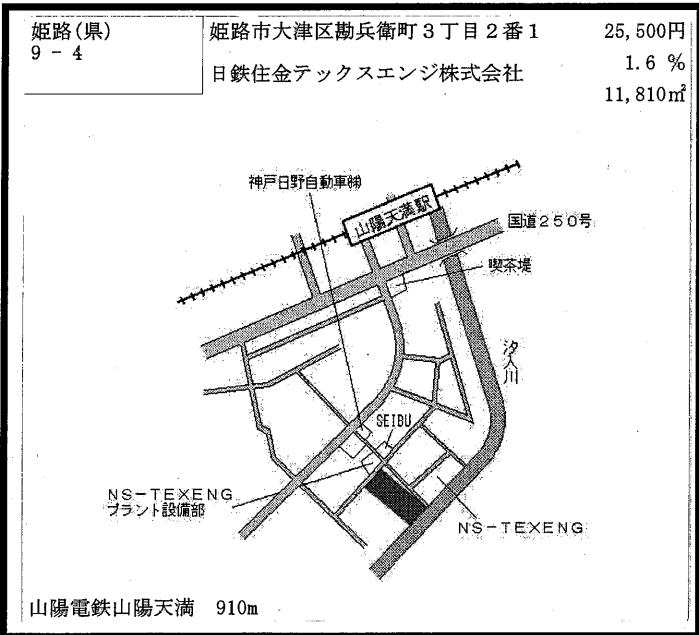 姫路(県)
9 - 4
姫路市大津区勘兵衛町3丁目2番1
25,500円
日鉄住金テックスエンジ株式会社
1.6 %
11,810㎡
神戸日野自動車㈱
山陽天満駅
国道250号
喫茶堤
汐入川
SEIBU
NS-TEXENG
プラント設備部
NS-TEXENG
山陽電鉄山陽天満 910m